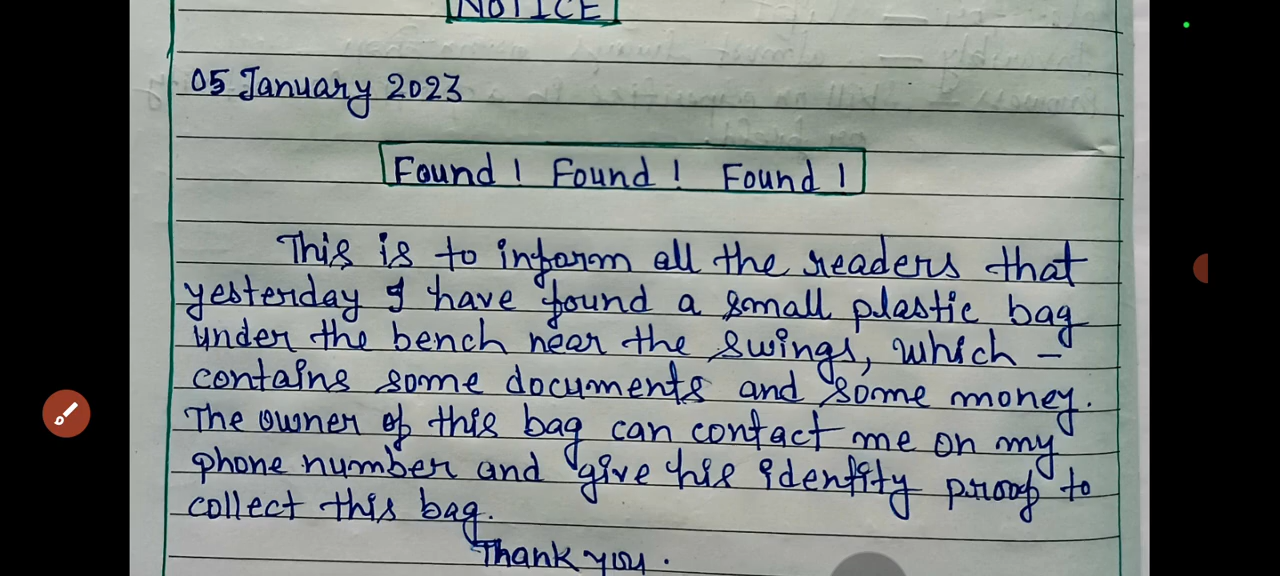 NOTICE
05 January 2023
Found! Found! Found!
This is to inform all the readers that
yesterday I have found a small plastic bag
under the bench near the swings, which -
contains some documents and some money.
The owner of this bag can contact me on my
phone number and give his identity proof to
collect this bag.
Thank you.